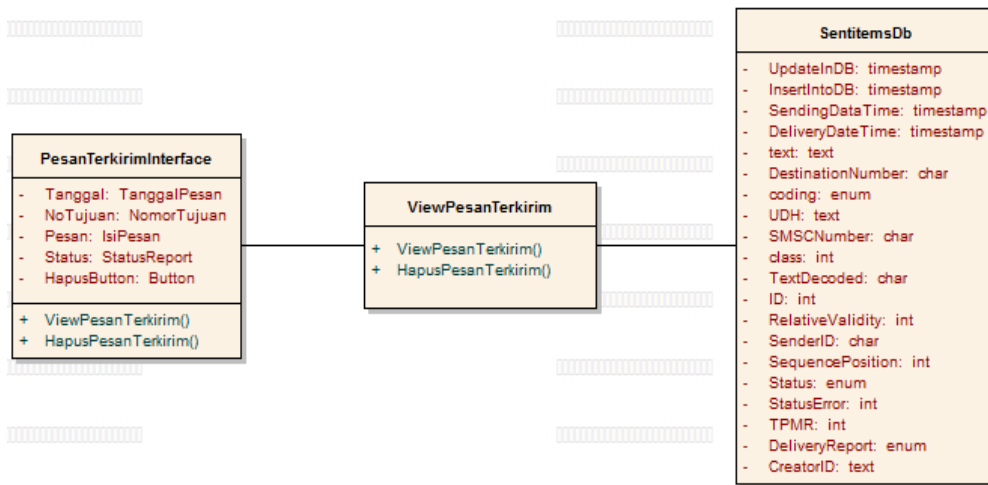 PesanTerkirimInterface
- Tanggal: TanggalPesan
- NoTujuan: NomorTujuan
- Pesan: IsiPesan
- Status: StatusReport
- HapusButton: Button
+ ViewPesanTerkirim()
+ HapusPesanTerkirim()
ViewPesanTerkirim
+ ViewPesanTerkirim()
+ HapusPesanTerkirim()
SentitemsDb
- UpdateInDB: timestamp
- InsertIntoDB: timestamp
- SendingDataTime: timestamp
- DeliveryDateTime: timestamp
- text: text
- DestinationNumber: char
- coding: enum
- UDH: text
- SMSCNumber: char
- class: int
- TextDecoded: char
- ID: int
- RelativeValidity: int
- SenderID: char
- SequencePosition: int
- Status: enum
- StatusError: int
- TPMR: int
- DeliveryReport: enum
- CreatorID: text